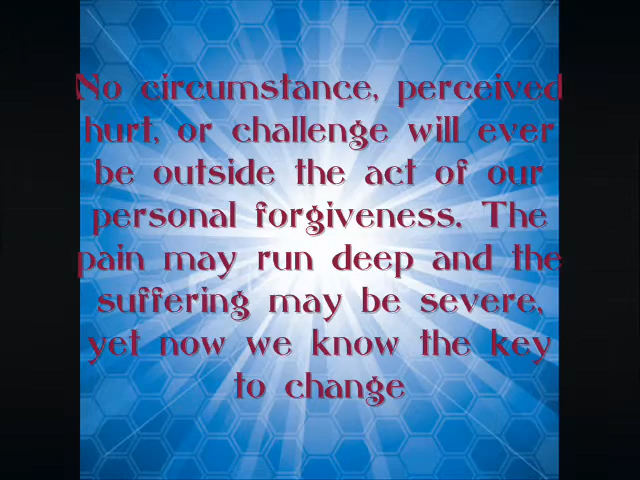 No circumstance, perceived
hurt, or challenge will ever
be outside the act of our
personal forgiveness. The
pain may run deep and the
suffering may be severe,
yet now we know the key
to change